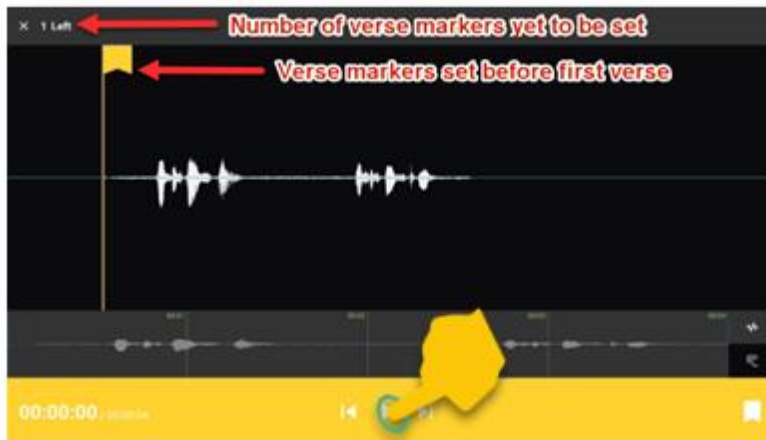 × 1 Left
Number of verse markers yet to be set
Verse markers set before first verse
00:00:00